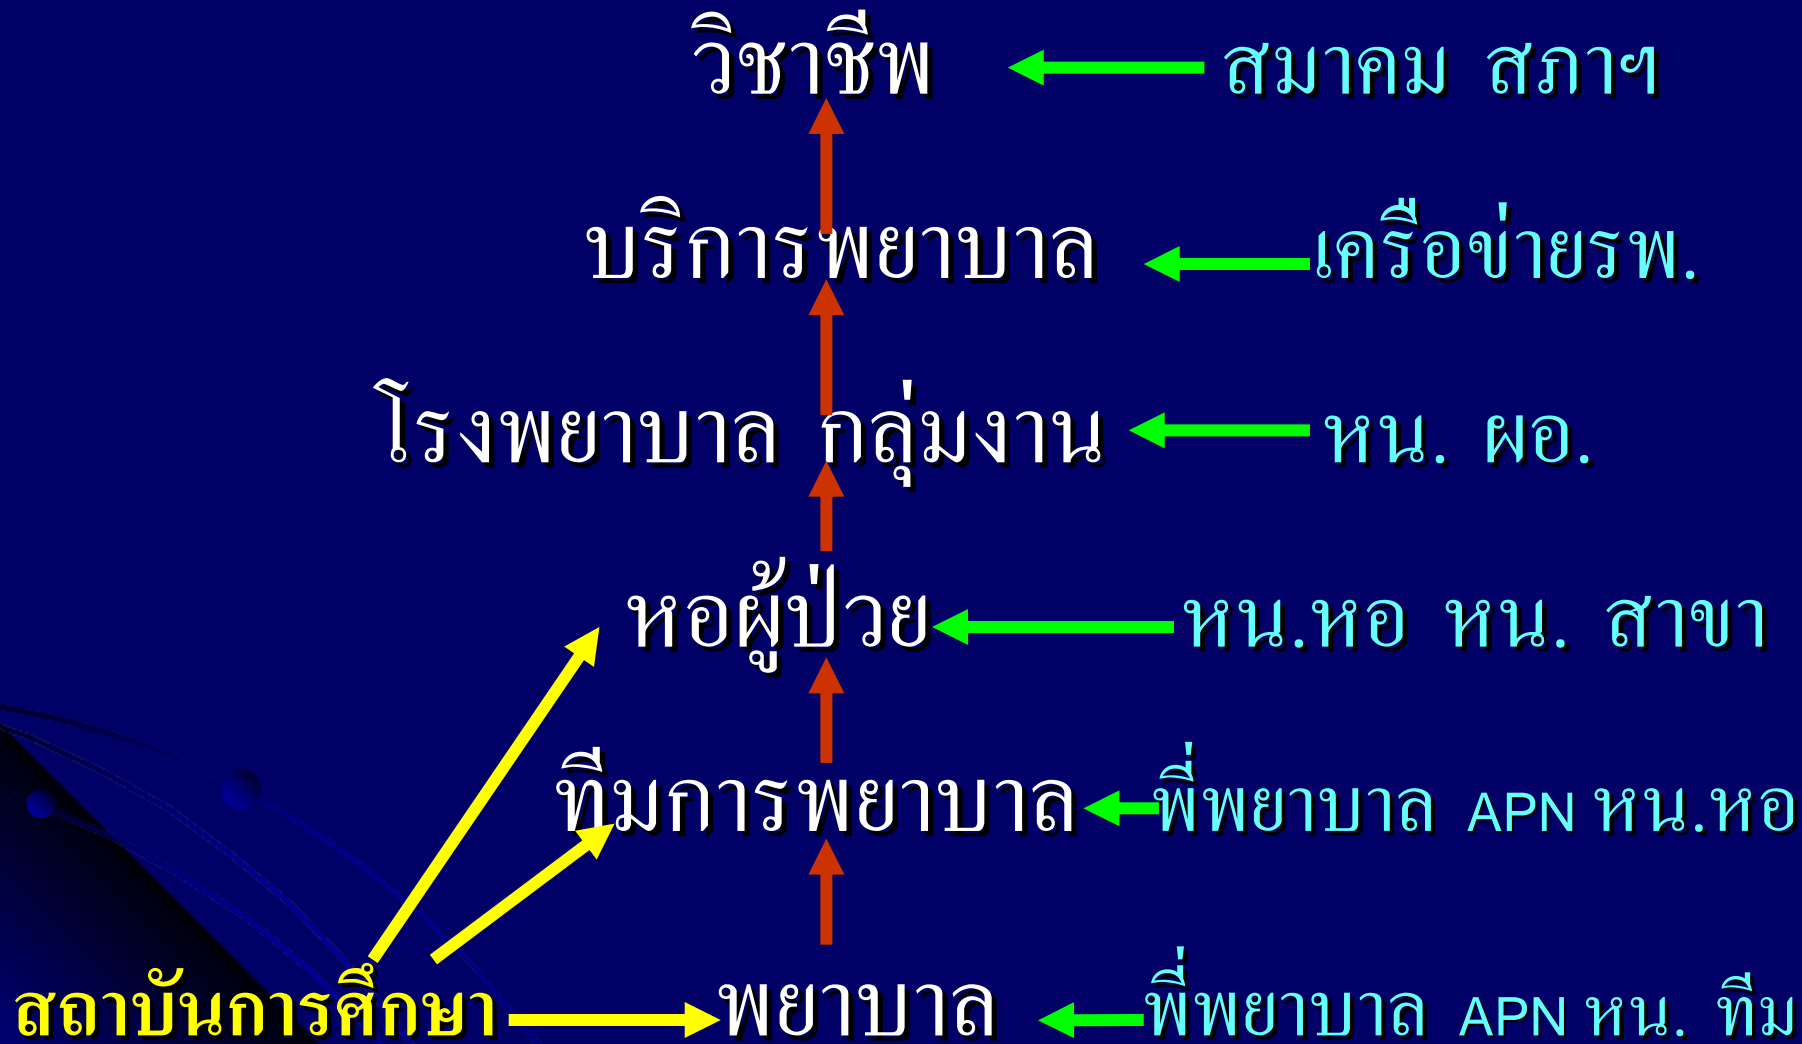 วิชาชีพ สมาคม สภาฯ
บริการพยาบาล เครือข่ายรพ.
โรงพยาบาล กลุ่มงาน หน. ผอ.
หอผู้ป่วย หน.หอ หน. สาขา
ทีมการพยาบาล พี่พยาบาล APN หน.หอ
สถาบันการศึกษา พยาบาล พี่พยาบาล APN หน. ทีม